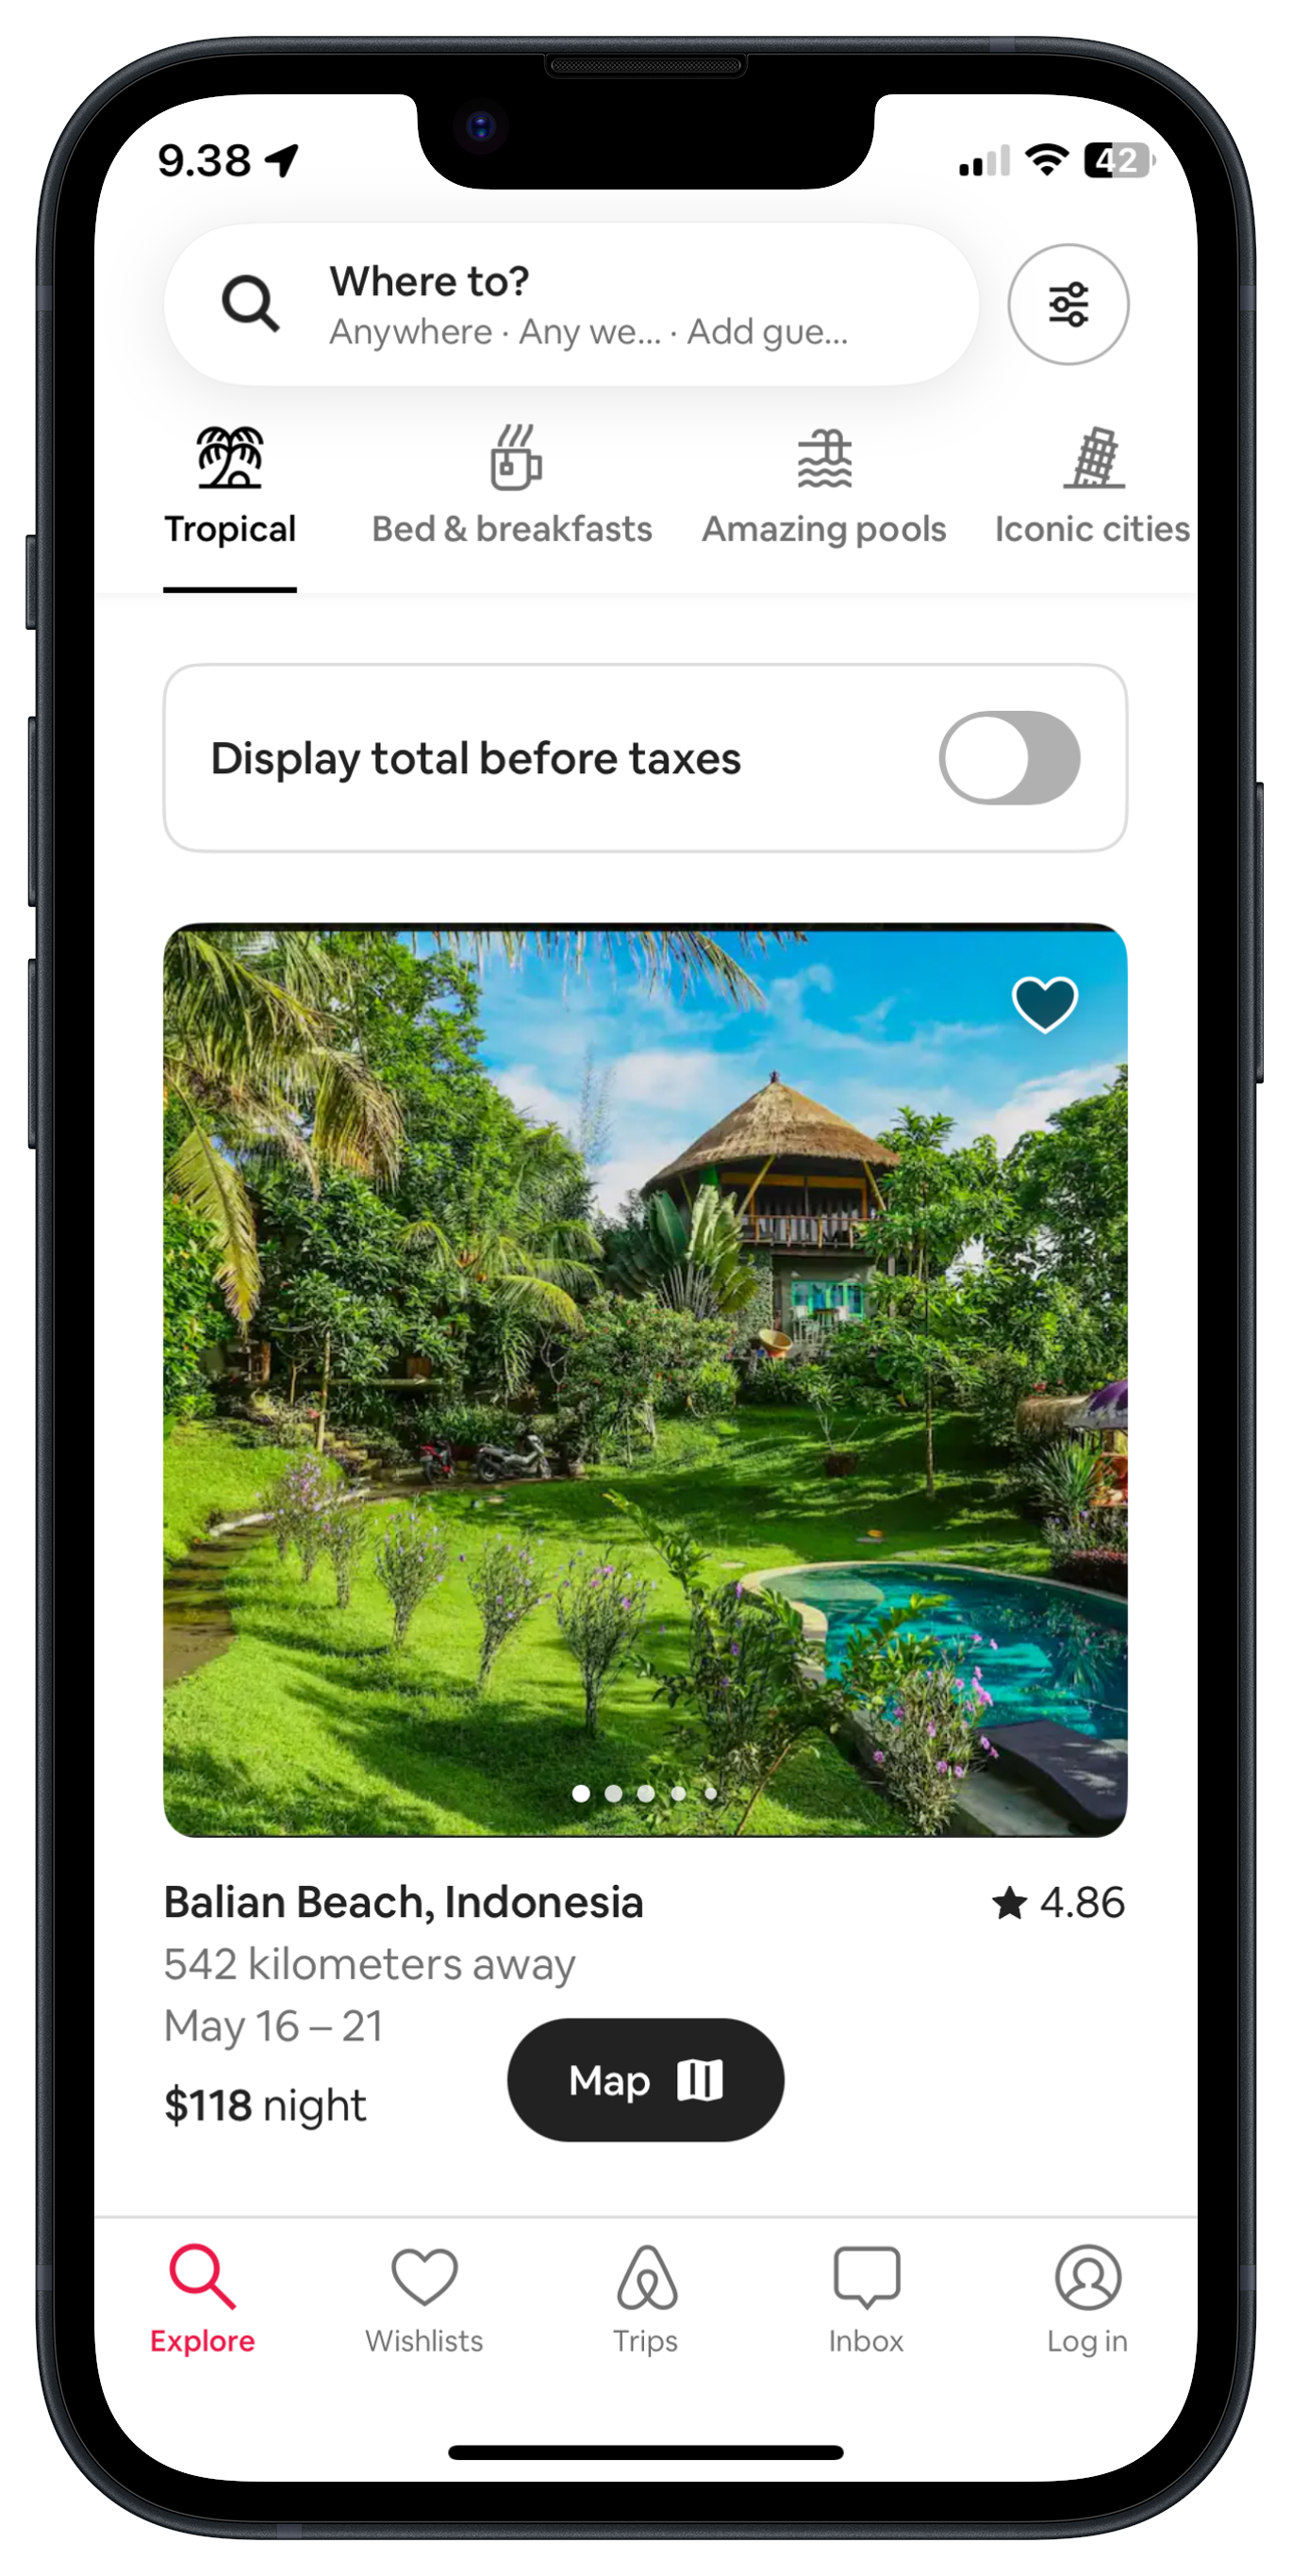 9.38
42
Where to?
Anywhere · Any we... · Add gue...
Tropical
Bed & breakfasts
Amazing pools
Iconic cities
Display total before taxes
Balian Beach, Indonesia
4.86
542 kilometers away
May 16 – 21
$118 night
Map
Explore
Wishlists
Trips
Inbox
Log in